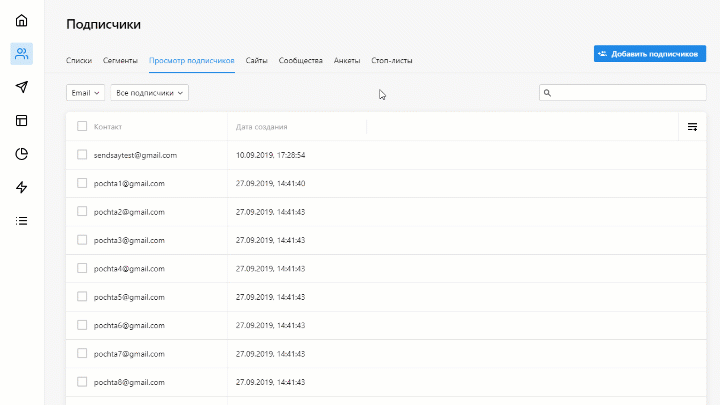 Подписчики
Списки Сегменты Просмотр подписчиков Сайты Сообщества Анкеты Стоп-листы
Добавить подписчиков
Email Все подписчики
Контакт Дата создания
sendsaytest@gmail.com 10.09.2019, 17:28:54
pochta1@gmail.com 27.09.2019, 14:41:40
pochta2@gmail.com 27.09.2019, 14:41:43
pochta3@gmail.com 27.09.2019, 14:41:43
pochta4@gmail.com 27.09.2019, 14:41:43
pochta5@gmail.com 27.09.2019, 14:41:43
pochta6@gmail.com 27.09.2019, 14:41:43
pochta7@gmail.com 27.09.2019, 14:41:43
pochta8@gmail.com 27.09.2019, 14:41:43